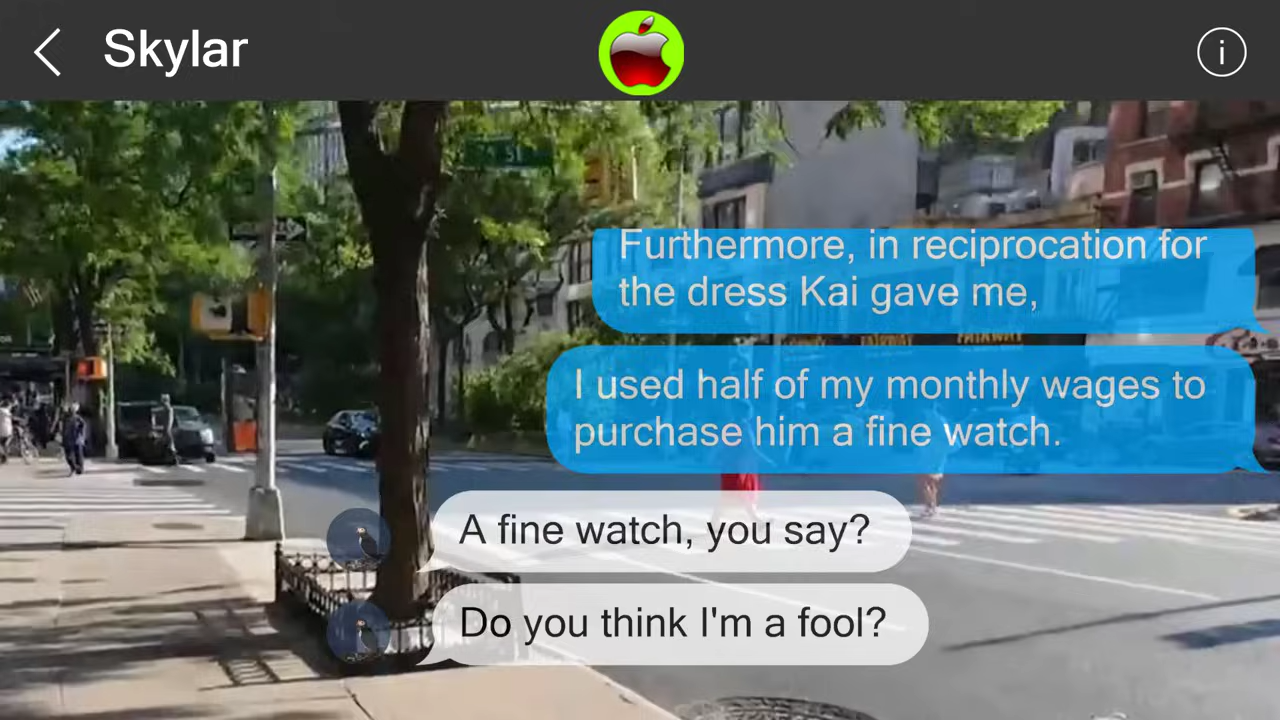 Skylar
i
Furthermore, in reciprocation for
the dress Kai gave me,
I used half of my monthly wages to
purchase him a fine watch.
A fine watch, you say?
Do you think I'm a fool?